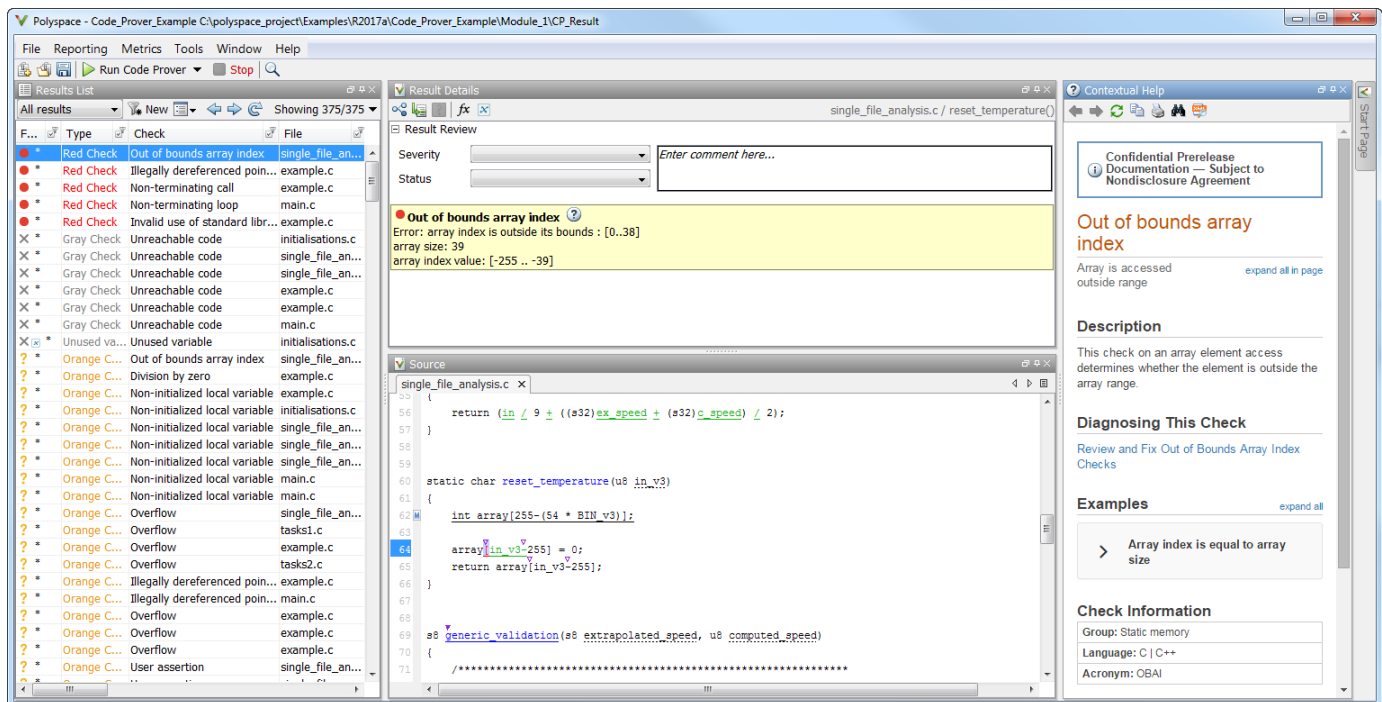 Polyspace - Code_Prover_Example C:\polyspace_project\Examples\R2017a\Code_Prover_Example\Module_1\CP_Result
File Reporting Metrics Tools Window Help
Run Code Prover Stop
Results List
All results New Showing 375/375
F... Type Check File
* Red Check Out of bounds array index single_file_an...
* Red Check Illegally dereferenced poin... example.c
* Red Check Non-terminating call example.c
* Red Check Non-terminating loop main.c
* Red Check Invalid use of standard libr... example.c
* Gray Check Unreachable code initialisations.c
* Gray Check Unreachable code single_file_an...
* Gray Check Unreachable code single_file_an...
* Gray Check Unreachable code example.c
* Gray Check Unreachable code example.c
* Gray Check Unreachable code main.c
x * Unused va... Unused variable initialisations.c
? * Orange C... Out of bounds array index single_file_an...
? * Orange C... Division by zero example.c
? * Orange C... Non-initialized local variable example.c
? * Orange C... Non-initialized local variable initialisations.c
? * Orange C... Non-initialized local variable single_file_an...
? * Orange C... Non-initialized local variable single_file_an...
? * Orange C... Non-initialized local variable single_file_an...
? * Orange C... Non-initialized local variable main.c
? * Orange C... Non-initialized local variable main.c
? * Orange C... Overflow single_file_an...
? * Orange C... Overflow tasks1.c
? * Orange C... Overflow example.c
? * Orange C... Overflow tasks2.c
? * Orange C... Illegally dereferenced poin... example.c
? * Orange C... Illegally dereferenced poin... main.c
? * Orange C... Overflow example.c
? * Orange C... Overflow example.c
? * Orange C... Overflow example.c
? * Orange C... User assertion single_file_an...
Result Details
fx x single_file_analysis.c / reset_temperature()
Result Review
Severity Enter comment here...
Status
Out of bounds array index ?
Error: array index is outside its bounds : [0..38]
array size: 39
array index value: [-255 .. -39]
Source
single_file_analysis.c x
55 {
56 return (in / 9 + ((s32)ex_speed + (s32)c_speed) / 2);
57 }
58
59
60 static char reset_temperature(u8 in_v3)
61 {
62 M int array[255-(54 * BIN_v3)];
63
64 array[in_v3-255] = 0;
65 return array[in_v3-255];
66 }
67
68
69 s8 generic_validation(s8 extrapolated_speed, u8 computed_speed)
70 {
71 /*************************************************************
? Contextual Help
Confidential Prerelease
i Documentation — Subject to
Nondisclosure Agreement
Out of bounds array
index
Array is accessed
outside range
expand all in page
Description
This check on an array element access
determines whether the element is outside the
array range.
Diagnosing This Check
Review and Fix Out of Bounds Array Index
Checks
Examples expand all
Array index is equal to array
size
Check Information
Group: Static memory
Language: C | C++
Acronym: OBAI
Start Page